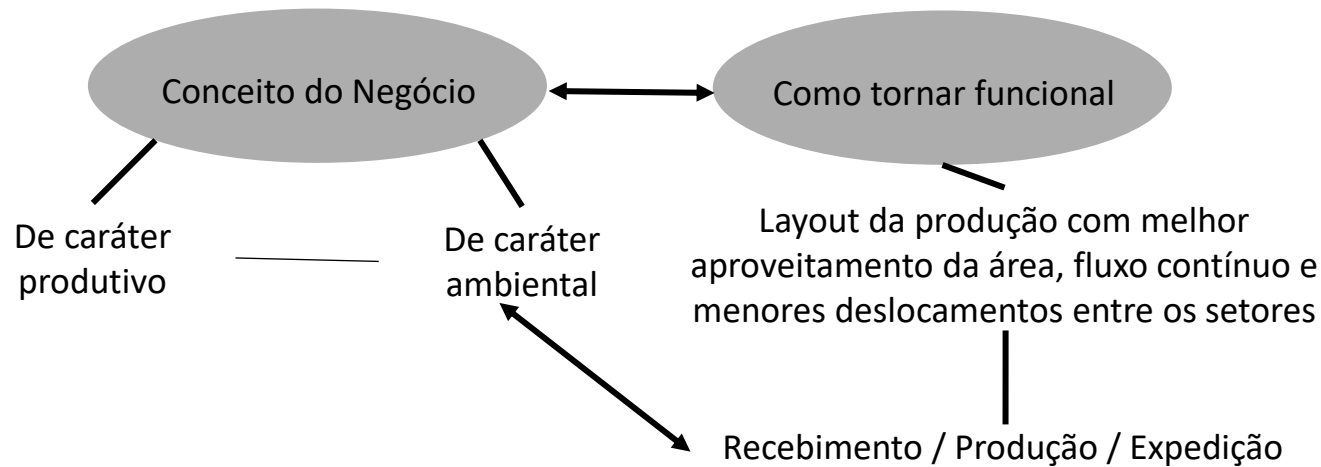 Conceito do Negócio
Como tornar funcional
De caráter
produtivo
De caráter
ambiental
Layout da produção com melhor
aproveitamento da área, fluxo contínuo e
menores deslocamentos entre os setores
Recebimento / Produção / Expedição